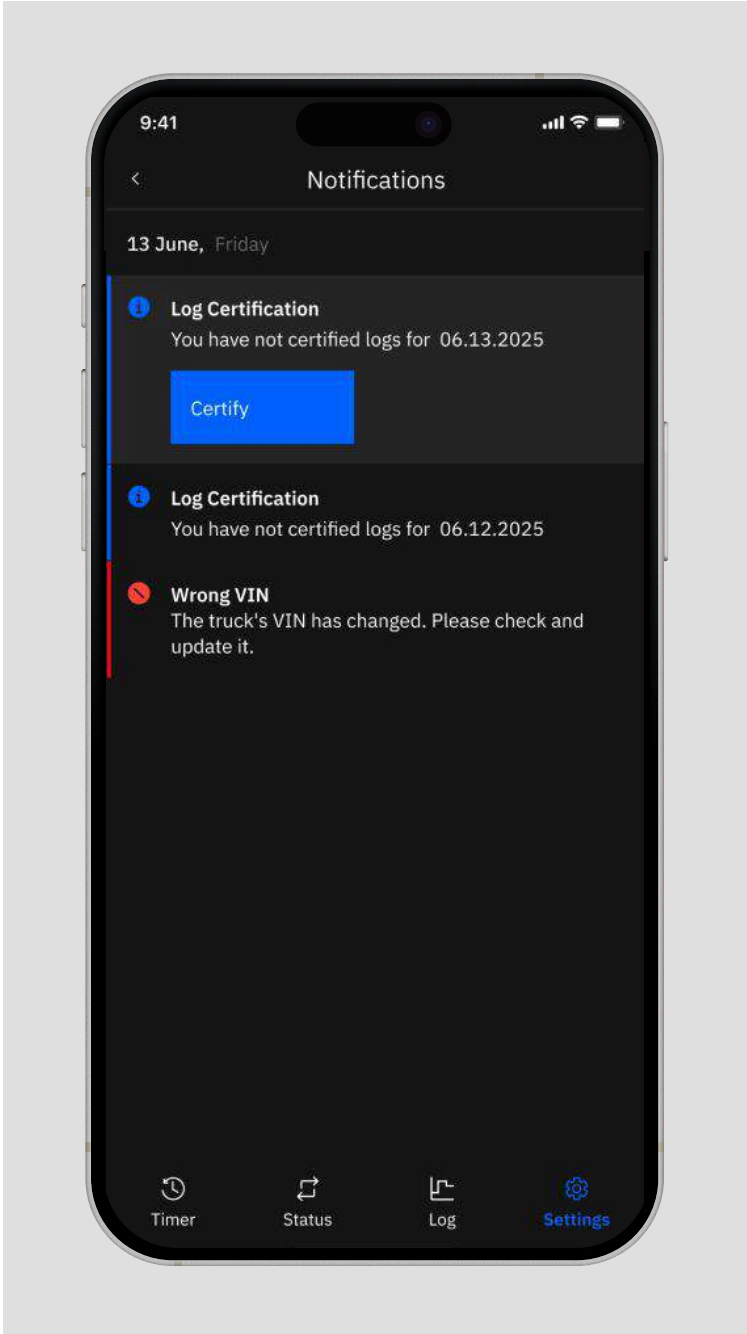 9:41
Notifications
13 June, Friday
Log Certification
You have not certified logs for 06.13.2025
Certify
Log Certification
You have not certified logs for 06.12.2025
Wrong VIN
The truck's VIN has changed. Please check and
update it.
Timer
Status
Log
Settings